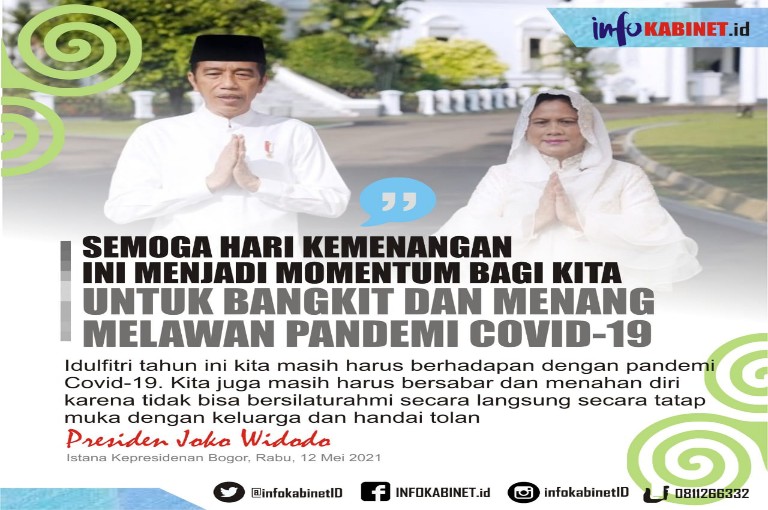 infoKABINET.id
”
SEMOGA HARI KEMENANGAN
INI MENJADI MOMENTUM BAGI KITA
UNTUK BANGKIT DAN MENANG
MELAWAN PANDEMI COVID-19
Idulfitri tahun ini kita masih harus berhadapan dengan pandemi
Covid-19. Kita juga masih harus bersabar dan menahan diri
karena tidak bisa bersilaturahmi secara langsung secara tatap
muka dengan keluarga dan handai tolan
Presiden Joko Widodo
Istana Kepresidenan Bogor, Rabu, 12 Mei 2021
@infokabinetID INFOKABINET.id infokabinetID 0811266332